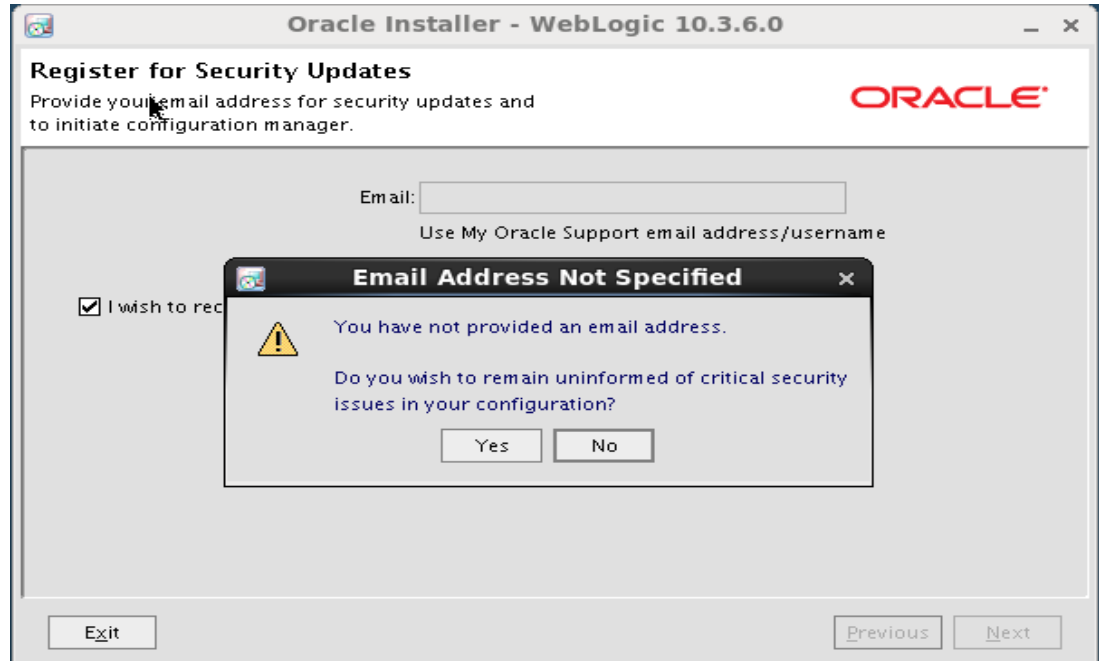 Oracle Installer - WebLogic 10.3.6.0
Register for Security Updates
Provide your email address for security updates and
to initiate configuration manager.
ORACLE
Email:
Use My Oracle Support email address/username
I wish to rec
Email Address Not Specified
You have not provided an email address.
Do you wish to remain uninformed of critical security
issues in your configuration?
Yes No
Exit Previous Next